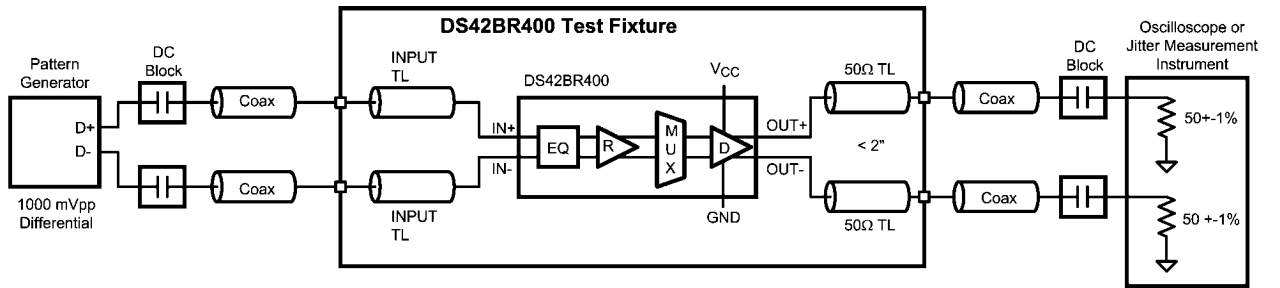 DS42BR400 Test Fixture
Pattern
Generator
D+
D-
1000 mVpp
Differential
DC
Block
Coax
Coax
INPUT
TL
INPUT
TL
DS42BR400
IN+
IN-
EQ
R
M
U
X
D
VCC
GND
OUT+
OUT-
50Ω TL
< 2"
50Ω TL
Coax
Coax
DC
Block
Oscilloscope or
Jitter Measurement
Instrument
50+-1%
50 +-1%